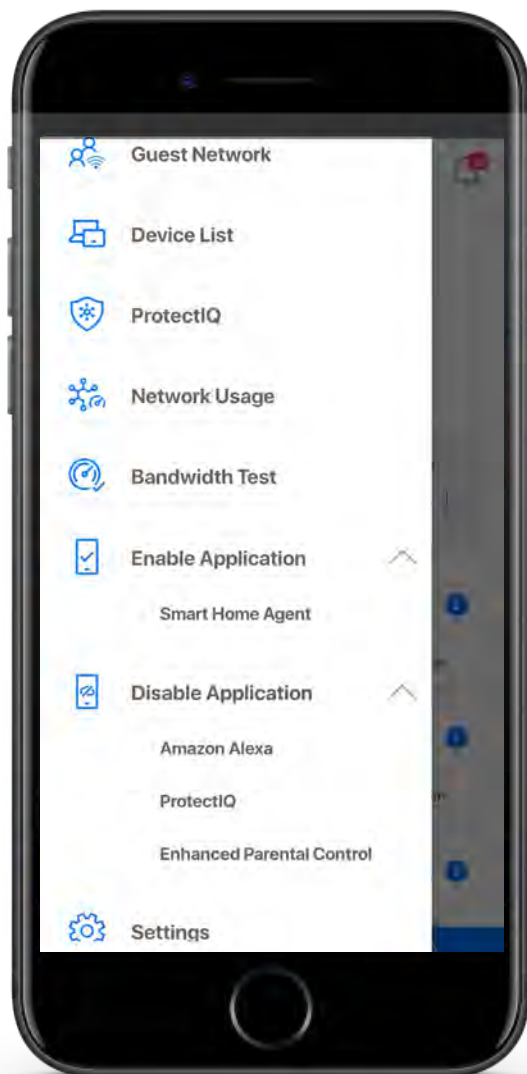 Guest Network
Device List
ProtectIQ
Network Usage
Bandwidth Test
Enable Application
Smart Home Agent
Disable Application
Amazon Alexa
ProtectIQ
Enhanced Parental Control
Settings